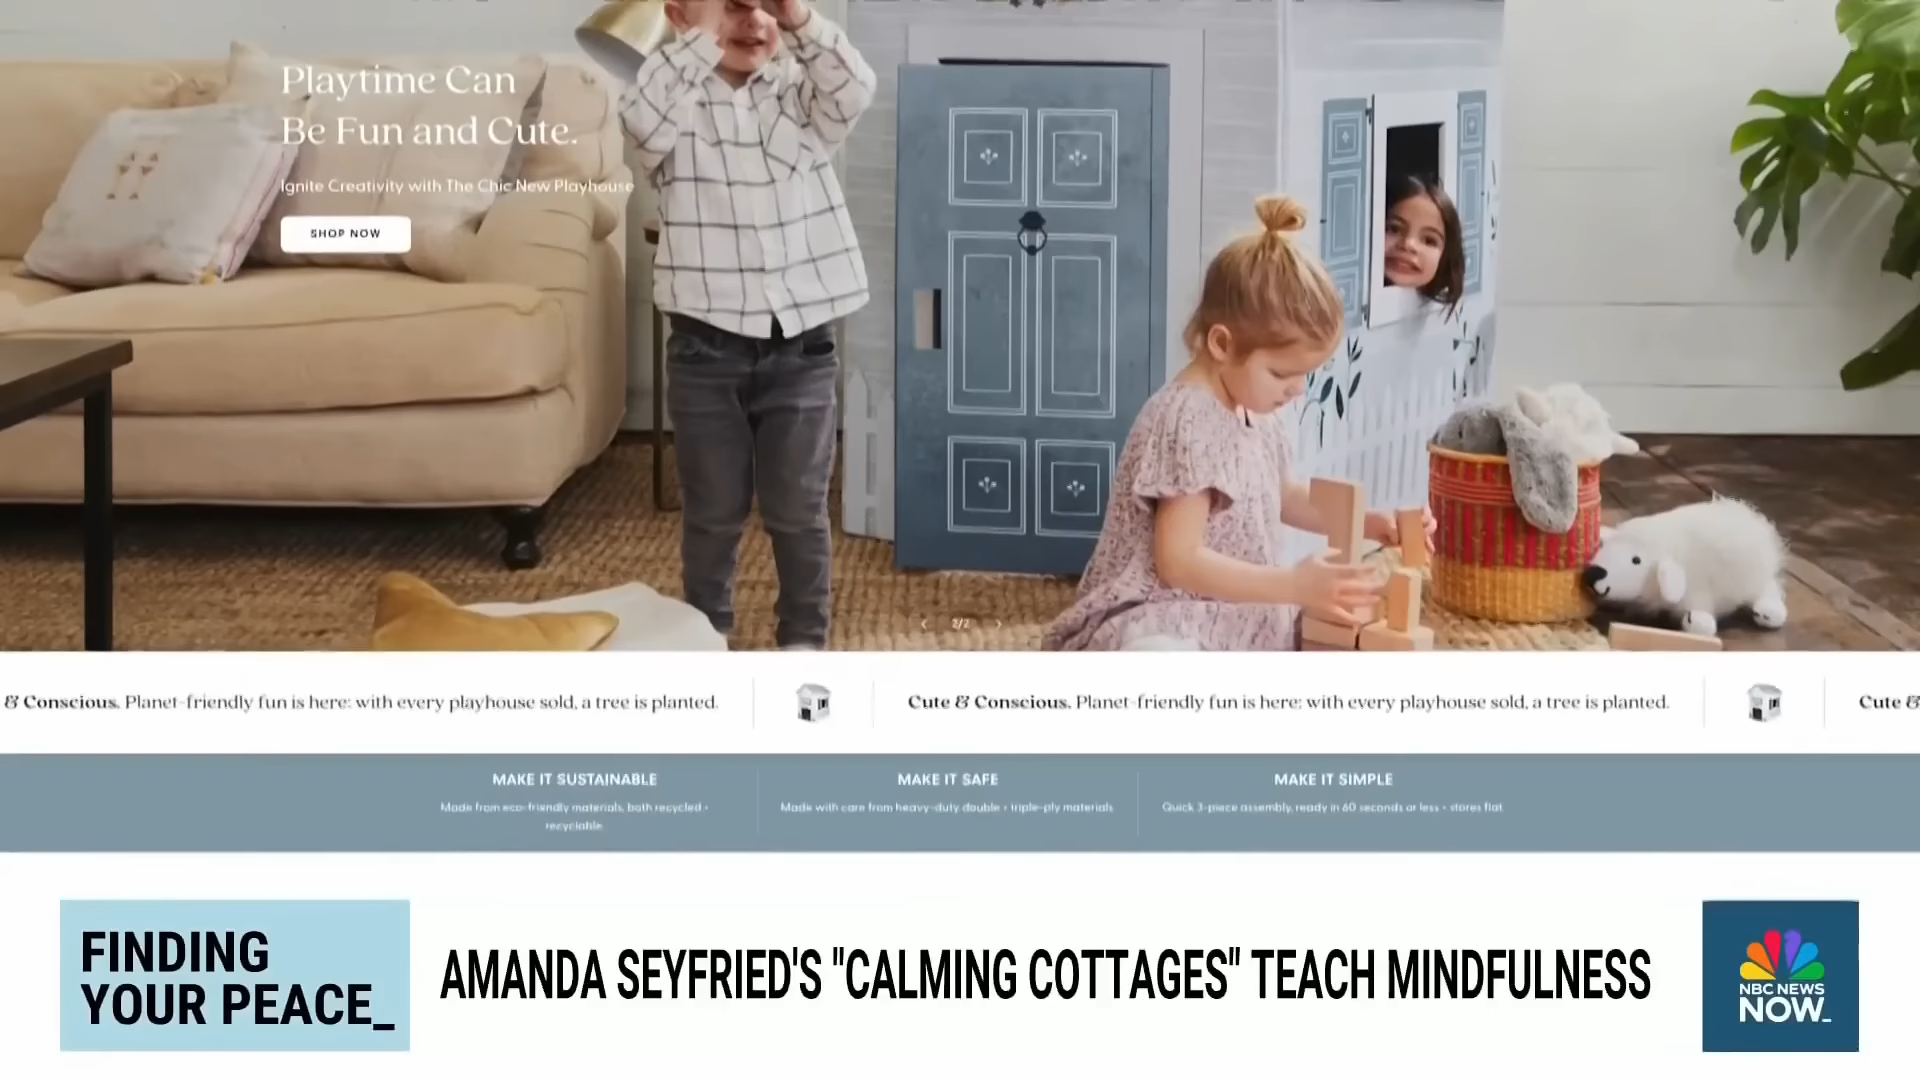 Playtime Can
Be Fun and Cute.
Ignite Creativity with The Chic New Playhouse
SHOP NOW
2/2
& Conscious. Planet-friendly fun is here: with every playhouse sold, a tree is planted.
Cute & Conscious. Planet-friendly fun is here: with every playhouse sold, a tree is planted.
Cute &
MAKE IT SUSTAINABLE
Made from eco-friendly materials, both recycled +
recyclable.
MAKE IT SAFE
Made with care from heavy-duty double + triple-ply materials
MAKE IT SIMPLE
Quick 3-piece assembly, ready in 60 seconds or less + stores flat
FINDING
YOUR PEACE_
AMANDA SEYFRIED'S "CALMING COTTAGES" TEACH MINDFULNESS
NBC NEWS
NOW_